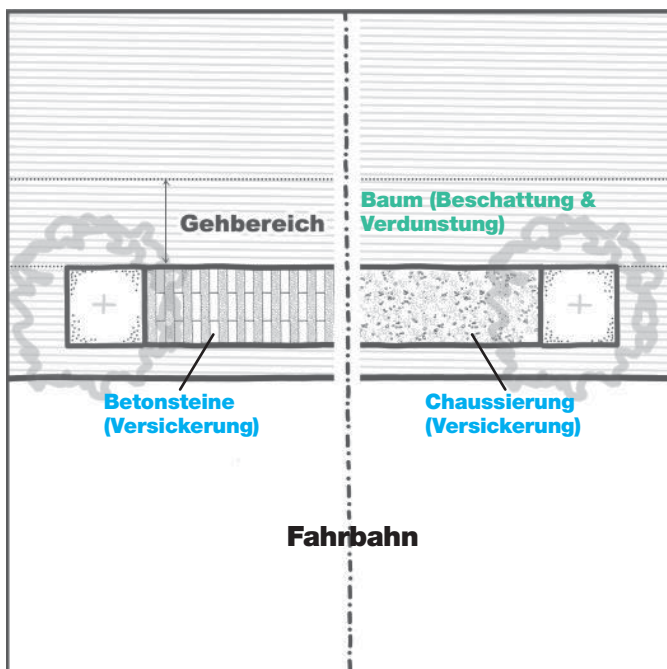 Baum (Beschattung &
Verdunstung)
Gehbereich
Betonsteine
(Versickerung)
Chaussierung
(Versickerung)
Fahrbahn